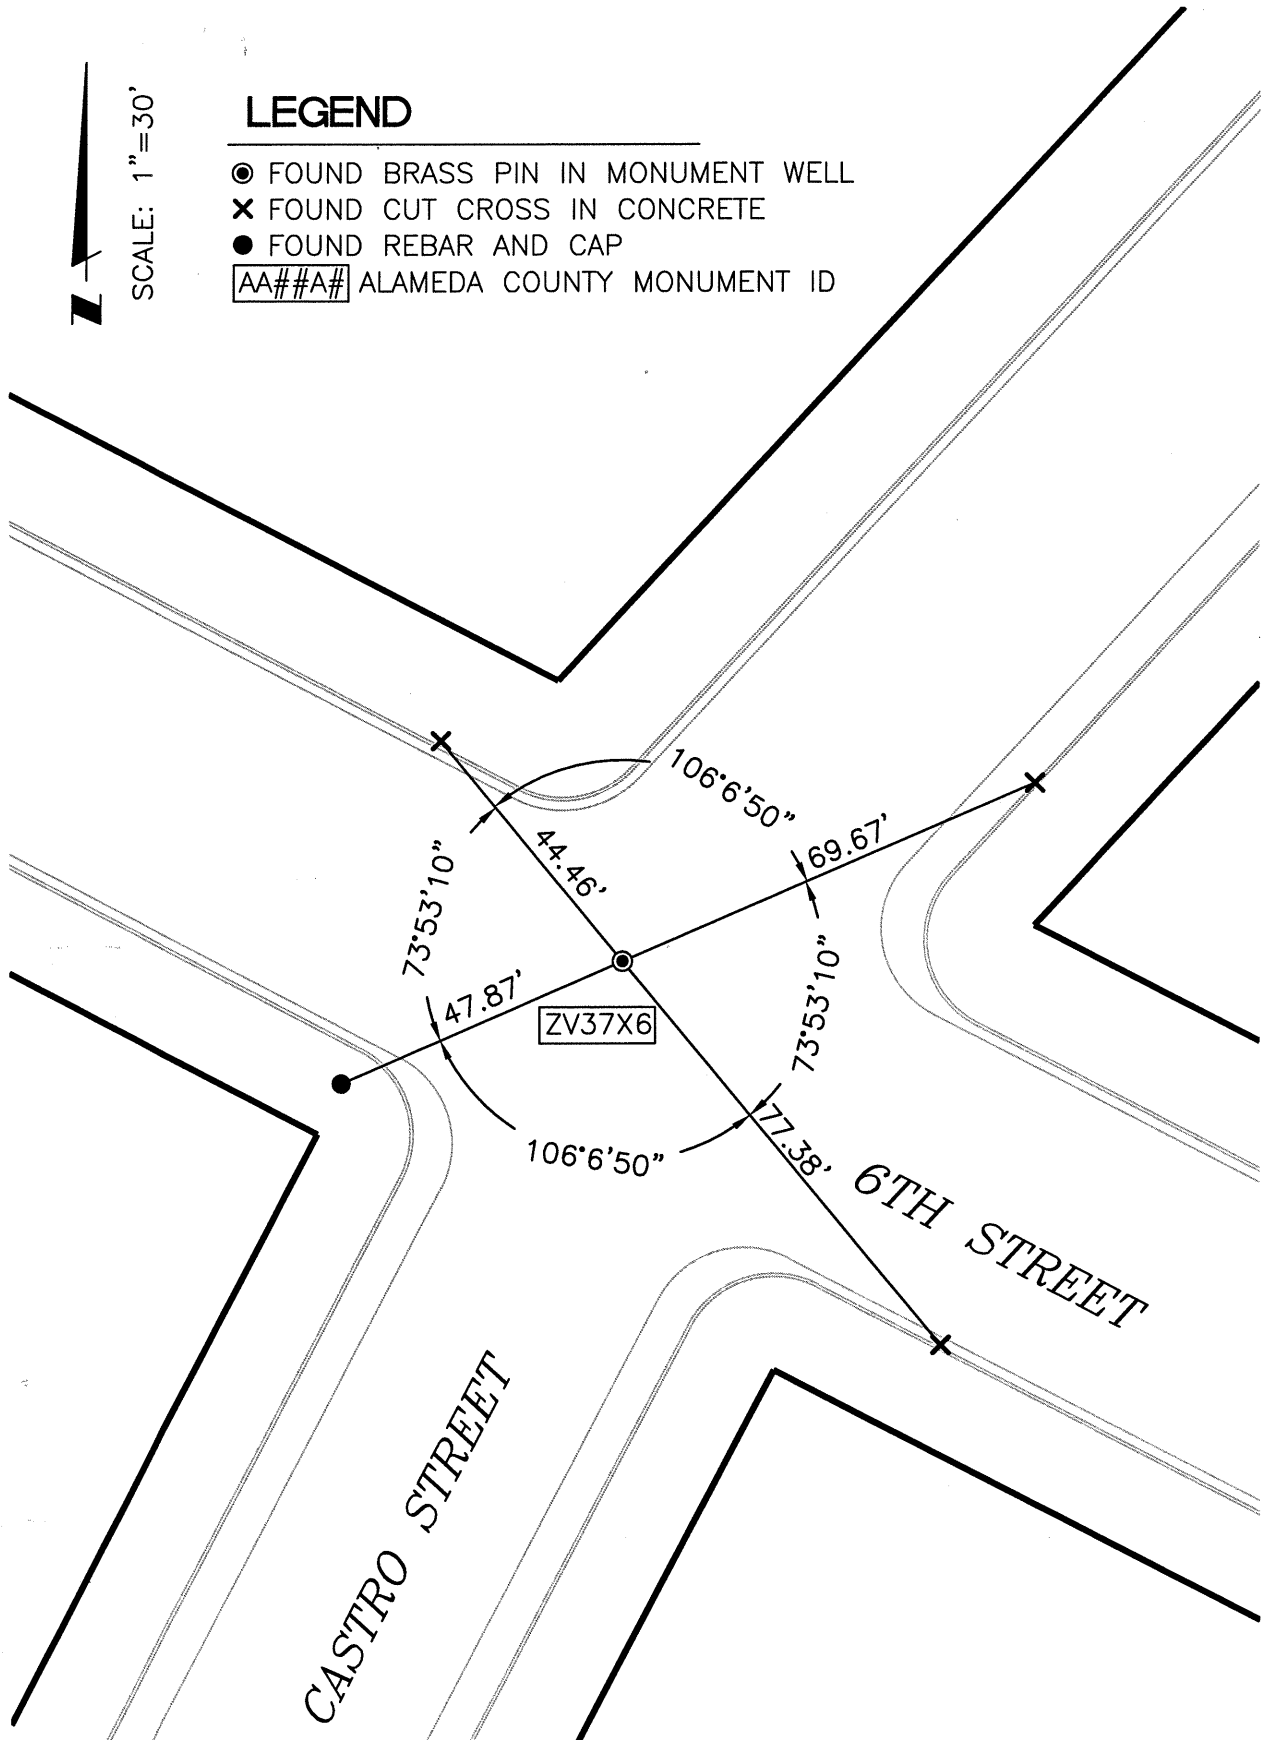 SCALE: 1"=30'
Z
LEGEND
FOUND BRASS PIN IN MONUMENT WELL
FOUND CUT CROSS IN CONCRETE
FOUND REBAR AND CAP
AA##A# ALAMEDA COUNTY MONUMENT ID
106°6'50"
69.67'
44.46'
73°53'10"
47.87'
ZV37X6
73°53'10"
106°6'50"
77.38'
6TH STREET
CASTRO STREET